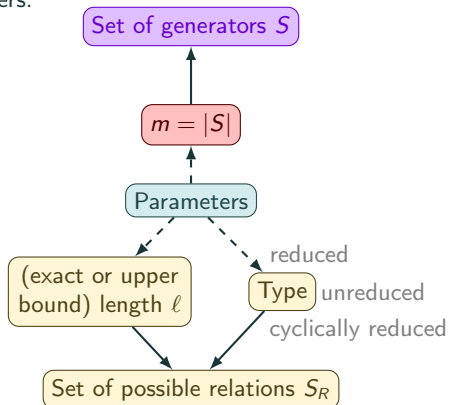 ers.
Set of generators S
m = |S|
Parameters
(exact or upper
bound) length ℓ
reduced
Type
unreduced
cyclically reduced
Set of possible relations S_R